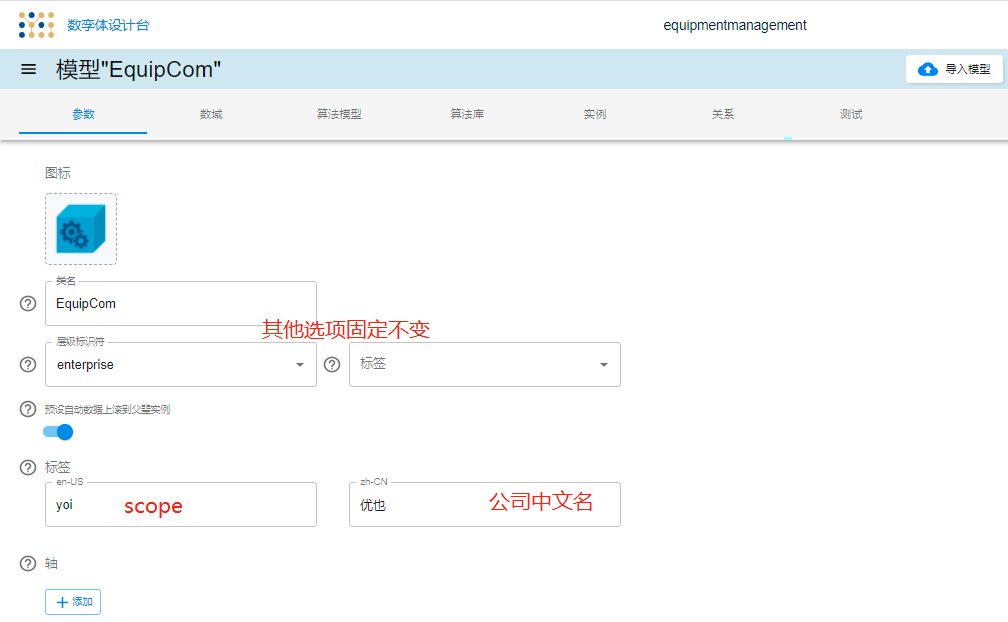 数字体设计台
equipmentmanagement
模型"EquipCom"
导入模型
参数 数域 算法模型 算法库 实例 关系 测试
图标
类名
EquipCom
其他选项固定不变
层级标识符
enterprise
标签
预设自动数据上滚到父辈实例
标签
en-US
yoi
scope
zh-CN
优也
公司中文名
轴
+ 添加